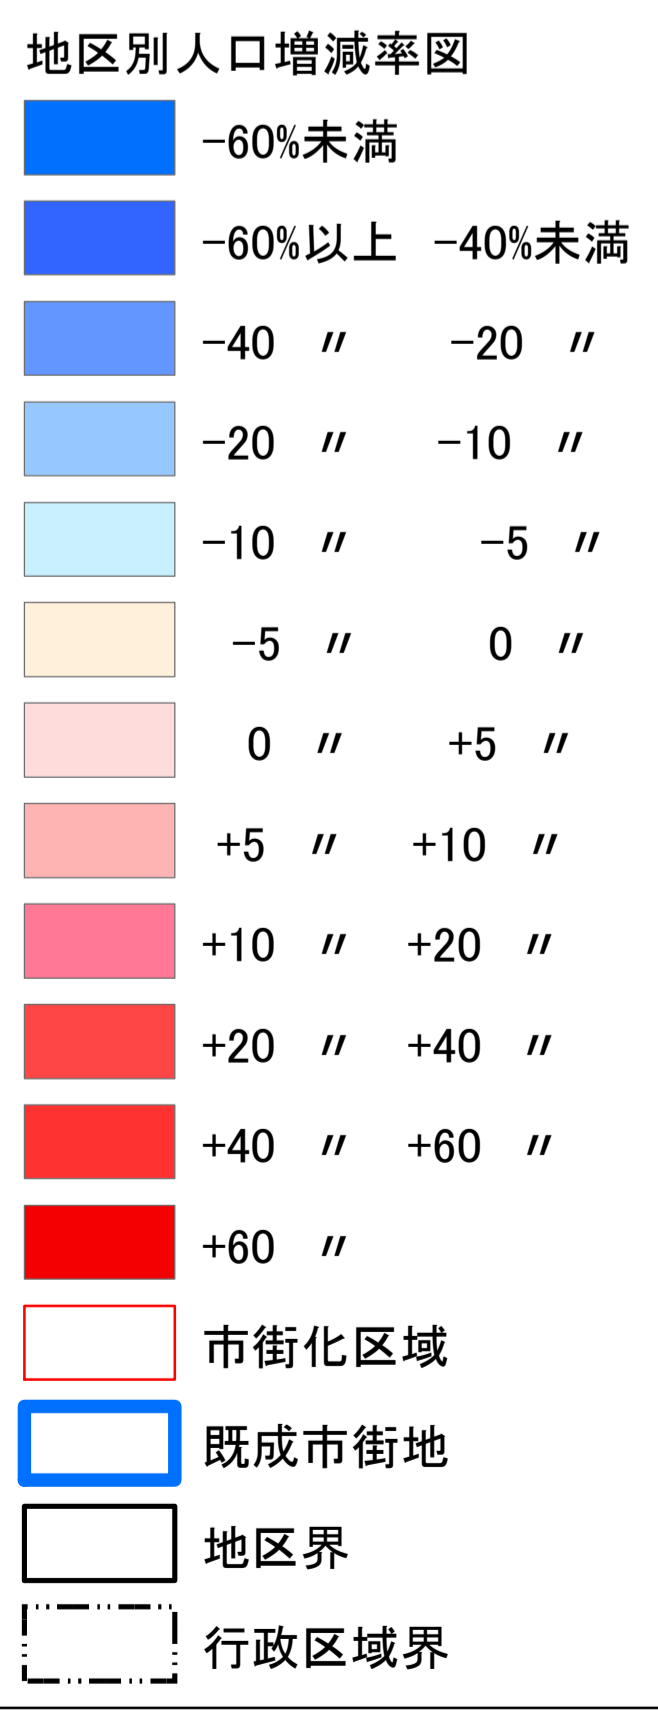 地区別人口増減率図
-60%未満
-60%以上 -40%未満
-40 〃 -20 〃
-20 〃 -10 〃
-10 〃 -5 〃
-5 〃 0 〃
0 〃 +5 〃
+5 〃 +10 〃
+10 〃 +20 〃
+20 〃 +40 〃
+40 〃 +60 〃
+60 〃
市街化区域
既成市街地
地区界
行政区域界